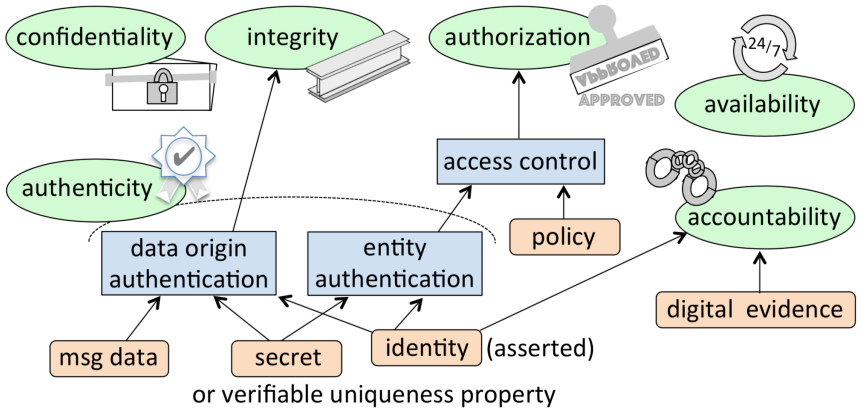 confidentiality
integrity
authorization
24/7
APPROVED
APPROVED
availability
access control
authenticity
accountability
policy
data origin
authentication
entity
authentication
digital evidence
msg data
secret
identity (asserted)
or verifiable uniqueness property